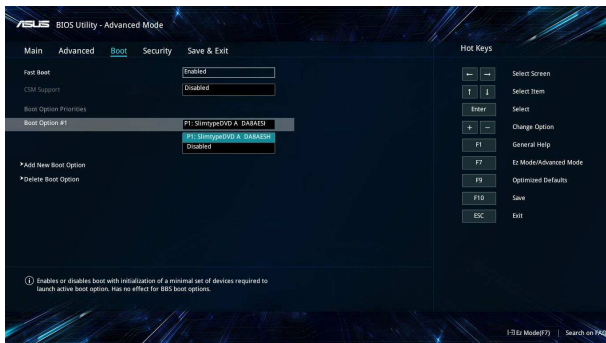 ASUS BIOS Utility - Advanced Mode
Main Advanced Boot Security Save & Exit
Hot Keys
Fast Boot Enabled
CSM Support Disabled
Boot Option Priorities
Boot Option #1 P1: SlimtypeDVD A DA8AESI
P1: SlimtypeDVD A DA8AESH
Disabled
Add New Boot Option
Delete Boot Option
← → Select Screen
↑ ↓ Select Item
Enter Select
+ − Change Option
F1 General Help
F7 Ez Mode/Advanced Mode
F9 Optimized Defaults
F10 Save
ESC Exit
Enables or disables boot with initialization of a minimal set of devices required to
launch active boot option. Has no effect for BBS boot options.
Ez Mode(F7) | Search on FAQ